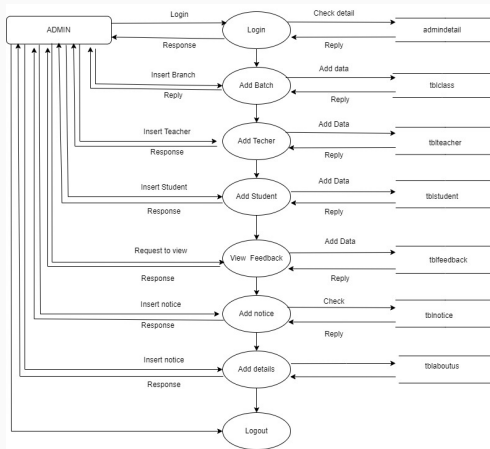 Login
Check detail
ADMIN
Login
admindetail
Response
Reply
Insert Branch
Add data
Reply
Add Batch
tblclass
Reply
Insert Teacher
Add Data
Response
Add Techer
tblteacher
Reply
Insert Student
Add Data
Response
Add Student
tblstudent
Reply
Request to view
Add Data
View Feedback
tblfeedback
Response
Reply
Insert notice
Check
Response
Add notice
tblnotice
Reply
Insert notice
Add details
tblaboutus
Response
Logout